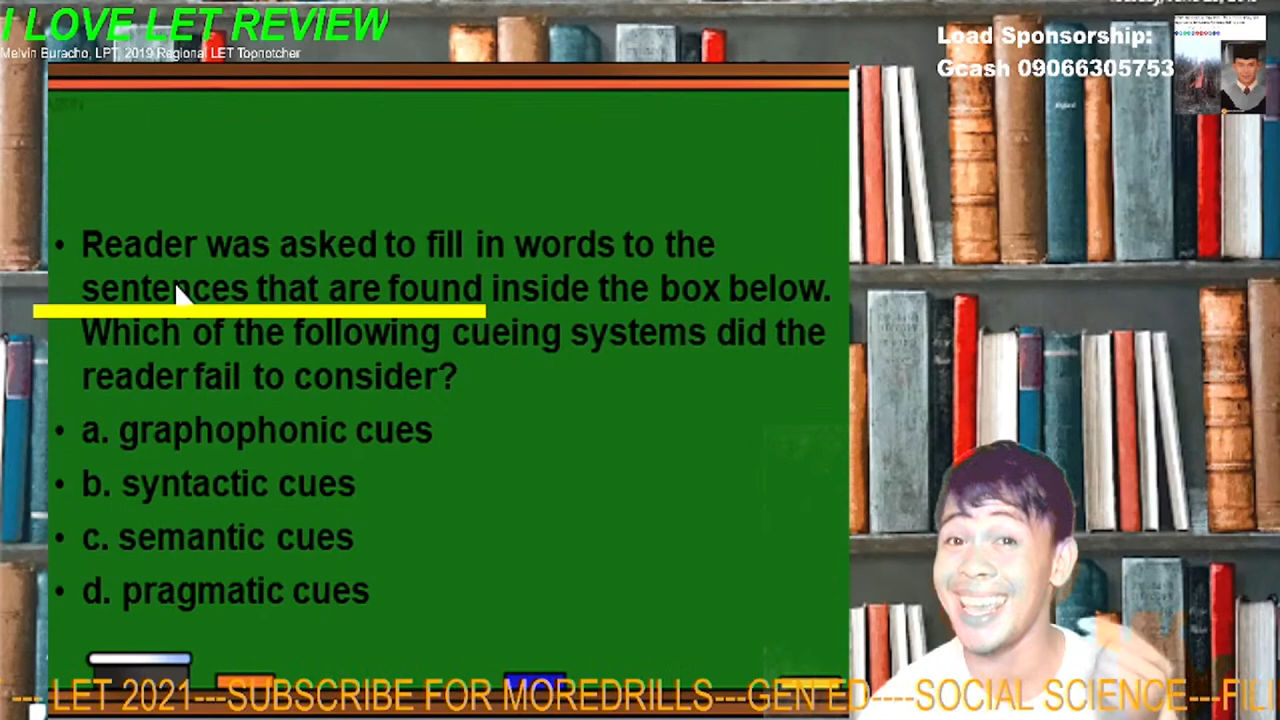 I LOVE LET REVIEW
Melvin Buracho, LPT, 2019 Regional LET Topnotcher
Load Sponsorship:
Gcash 09066305753
• Reader was asked to fill in words to the
sentences that are found inside the box below.
Which of the following cueing systems did the
reader fail to consider?
• a. graphophonic cues
• b. syntactic cues
• c. semantic cues
• d. pragmatic cues
--- LET 2021---SUBSCRIBE FOR MOREDRILLS---GEN ED----SOCIAL SCIENCE---FILI